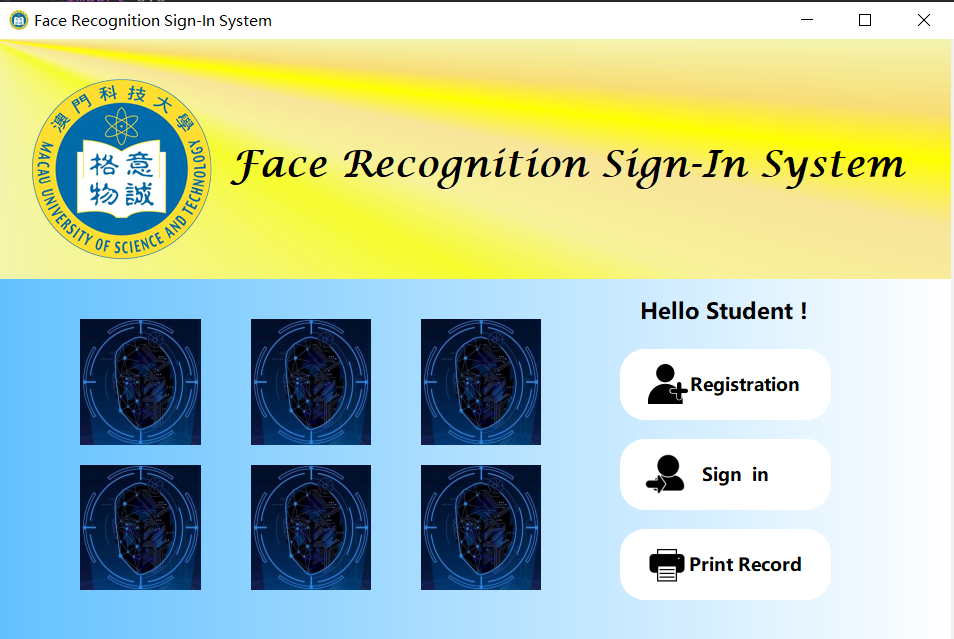 Face Recognition Sign-In System
澳門科技大學
格意
物誠
MACAU UNIVERSITY OF SCIENCE AND TECHNOLOGY
Face Recognition Sign-In System
Hello Student !
Registration
Sign in
Print Record